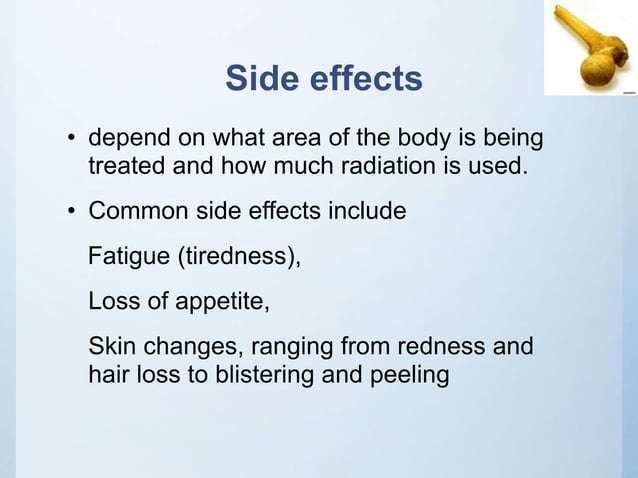 Side effects
• depend on what area of the body is being
treated and how much radiation is used.
• Common side effects include
Fatigue (tiredness),
Loss of appetite,
Skin changes, ranging from redness and
hair loss to blistering and peeling